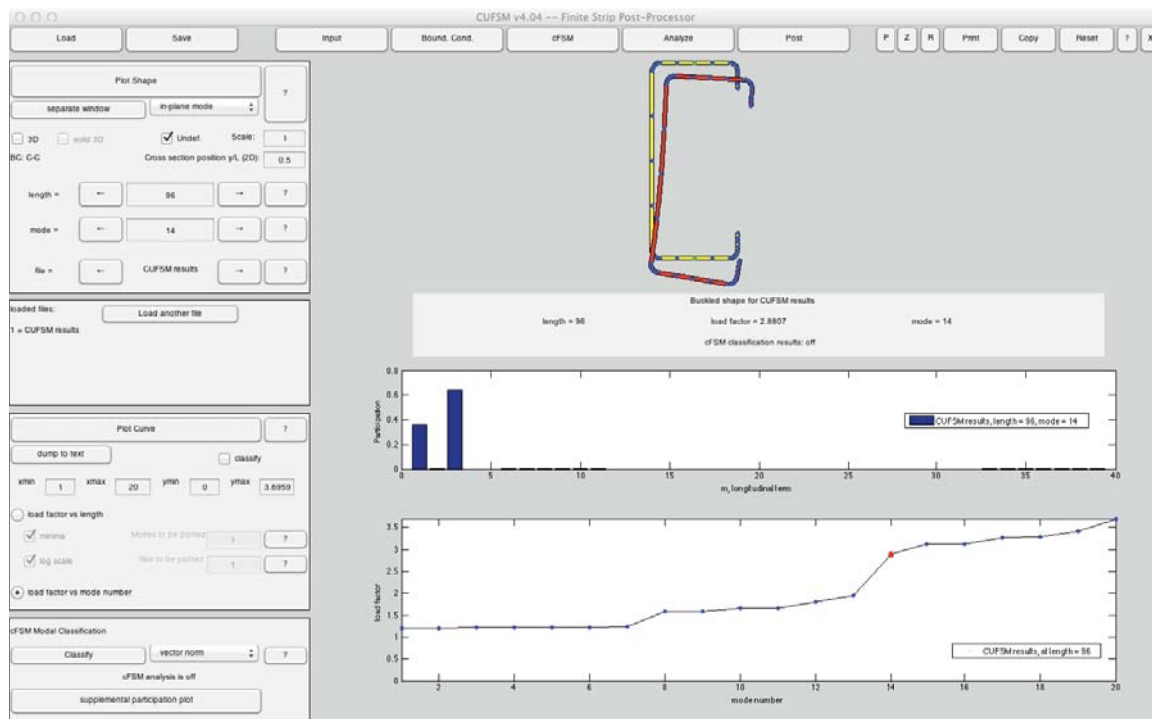 CUFSM v4.04 -- Finite Strip Post-Processor
Load Save Input Bound. Cond. cFSM Analyze Post P Z R Print Copy Reset ? X
Plot Shape ?
separate window in-plane mode
3D solid 3D Undef. Scale: 1
BC: C-C Cross section position y/L (2D): 0.5
length = ← 96 → ?
mode = ← 14 → ?
file = ← CUFSM results → ?
loaded files: Load another file
1 = CUFSM results
Plot Curve ?
dump to text classify
xmin 1 xmax 20 ymin 0 ymax 3.6959
load factor vs length
minima Modes to be plotted 1 ?
log scale files to be plotted 1 ?
load factor vs mode number
cFSM Modal Classification
Classify vector norm ?
cFSM analysis is off
supplemental participation plot
Buckled shape for CUFSM results
length = 96 load factor = 2.8907 mode = 14
cFSM classification results: off
Participation
0.8
0.6
0.4
0.2
0
CUFSM results, length = 96, mode = 14
0 5 10 15 20 25 30 35 40
m, longitudinal term
load factor
3.5
3
2.5
2
1.5
1
0.5
0
CUFSM results, at length = 96
2 4 6 8 10 12 14 16 18 20
mode number